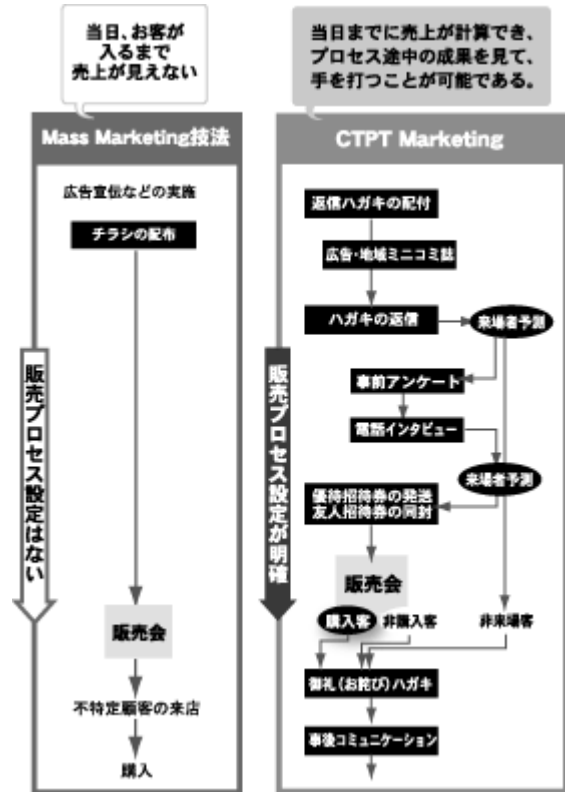 当日、お客が
入るまで
売上が見えない
当日までに売上が計算でき、
プロセス途中の成果を見て、
手を打つことが可能である。
Mass Marketing技法
広告宣伝などの実施
チラシの配布
販売プロセス設定はない
販売会
不特定顧客の来店
購入
CTPT Marketing
返信ハガキの配付
広告・地域ミニコミ誌
ハガキの返信
来場者予測
事前アンケート
電話インタビュー
来場者予測
優待招待券の発送
友人招待券の同封
販売プロセス設定が明確
販売会
購入客
非購入客
非来場客
御礼(お詫び)ハガキ
事後コミュニケーション